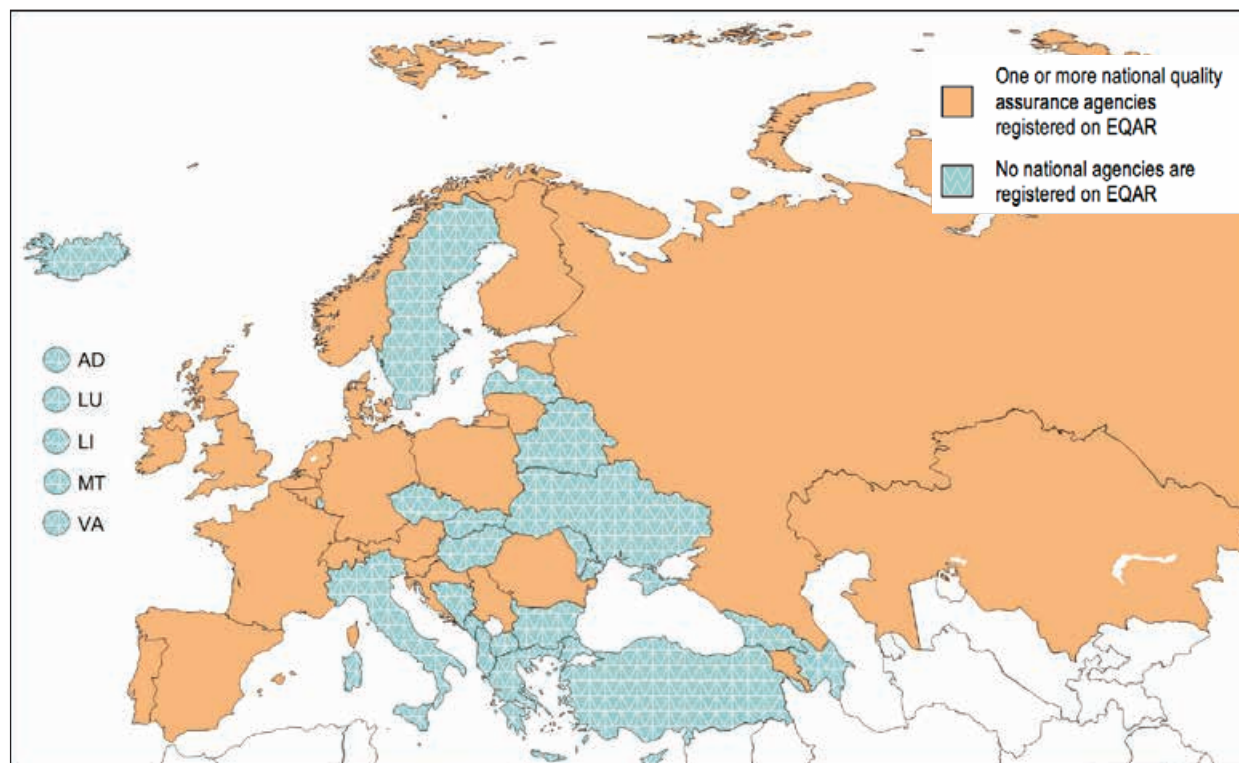 One or more national quality
assurance agencies
registered on EQAR
No national agencies are
registered on EQAR
AD
LU
LI
MT
VA